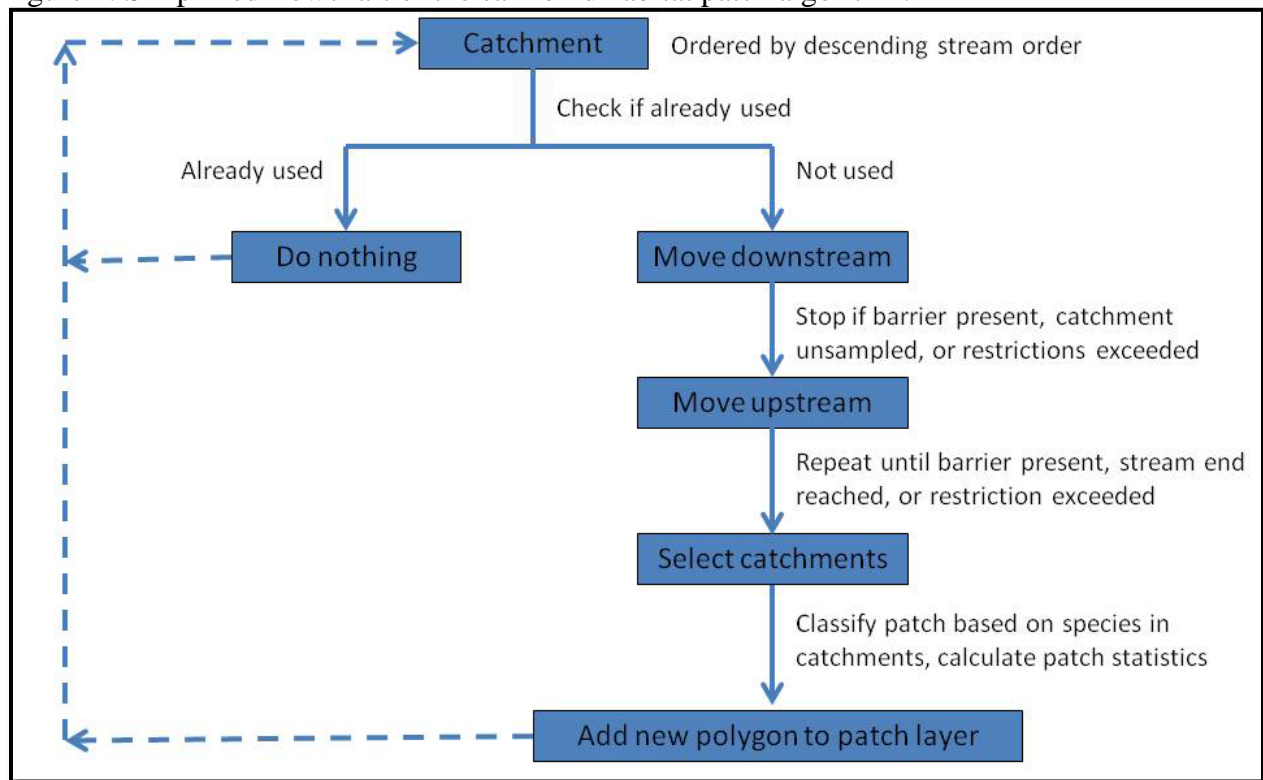 Catchment
Ordered by descending stream order
Check if already used
Already used
Not used
Do nothing
Move downstream
Stop if barrier present, catchment
unsampled, or restrictions exceeded
Move upstream
Repeat until barrier present, stream end
reached, or restriction exceeded
Select catchments
Classify patch based on species in
catchments, calculate patch statistics
Add new polygon to patch layer